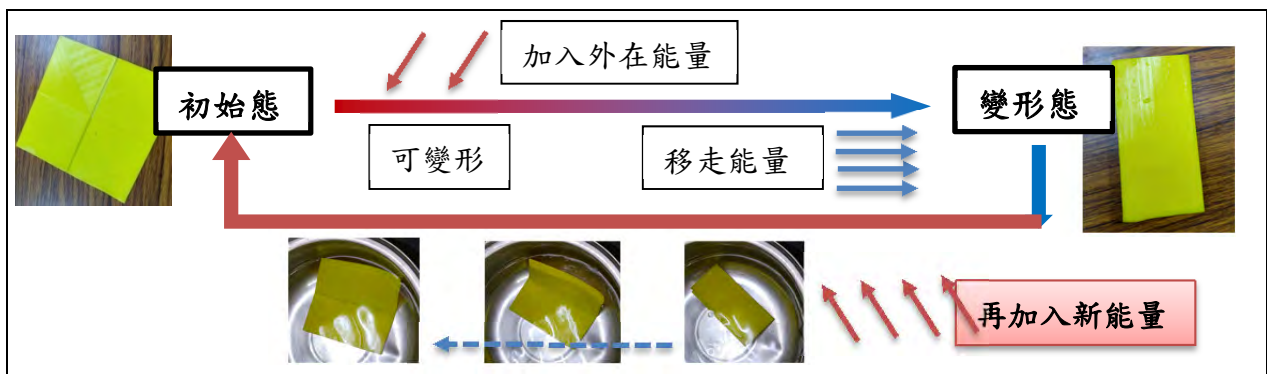 加入外在能量
初始態
變形態
可變形
移走能量
再加入新能量